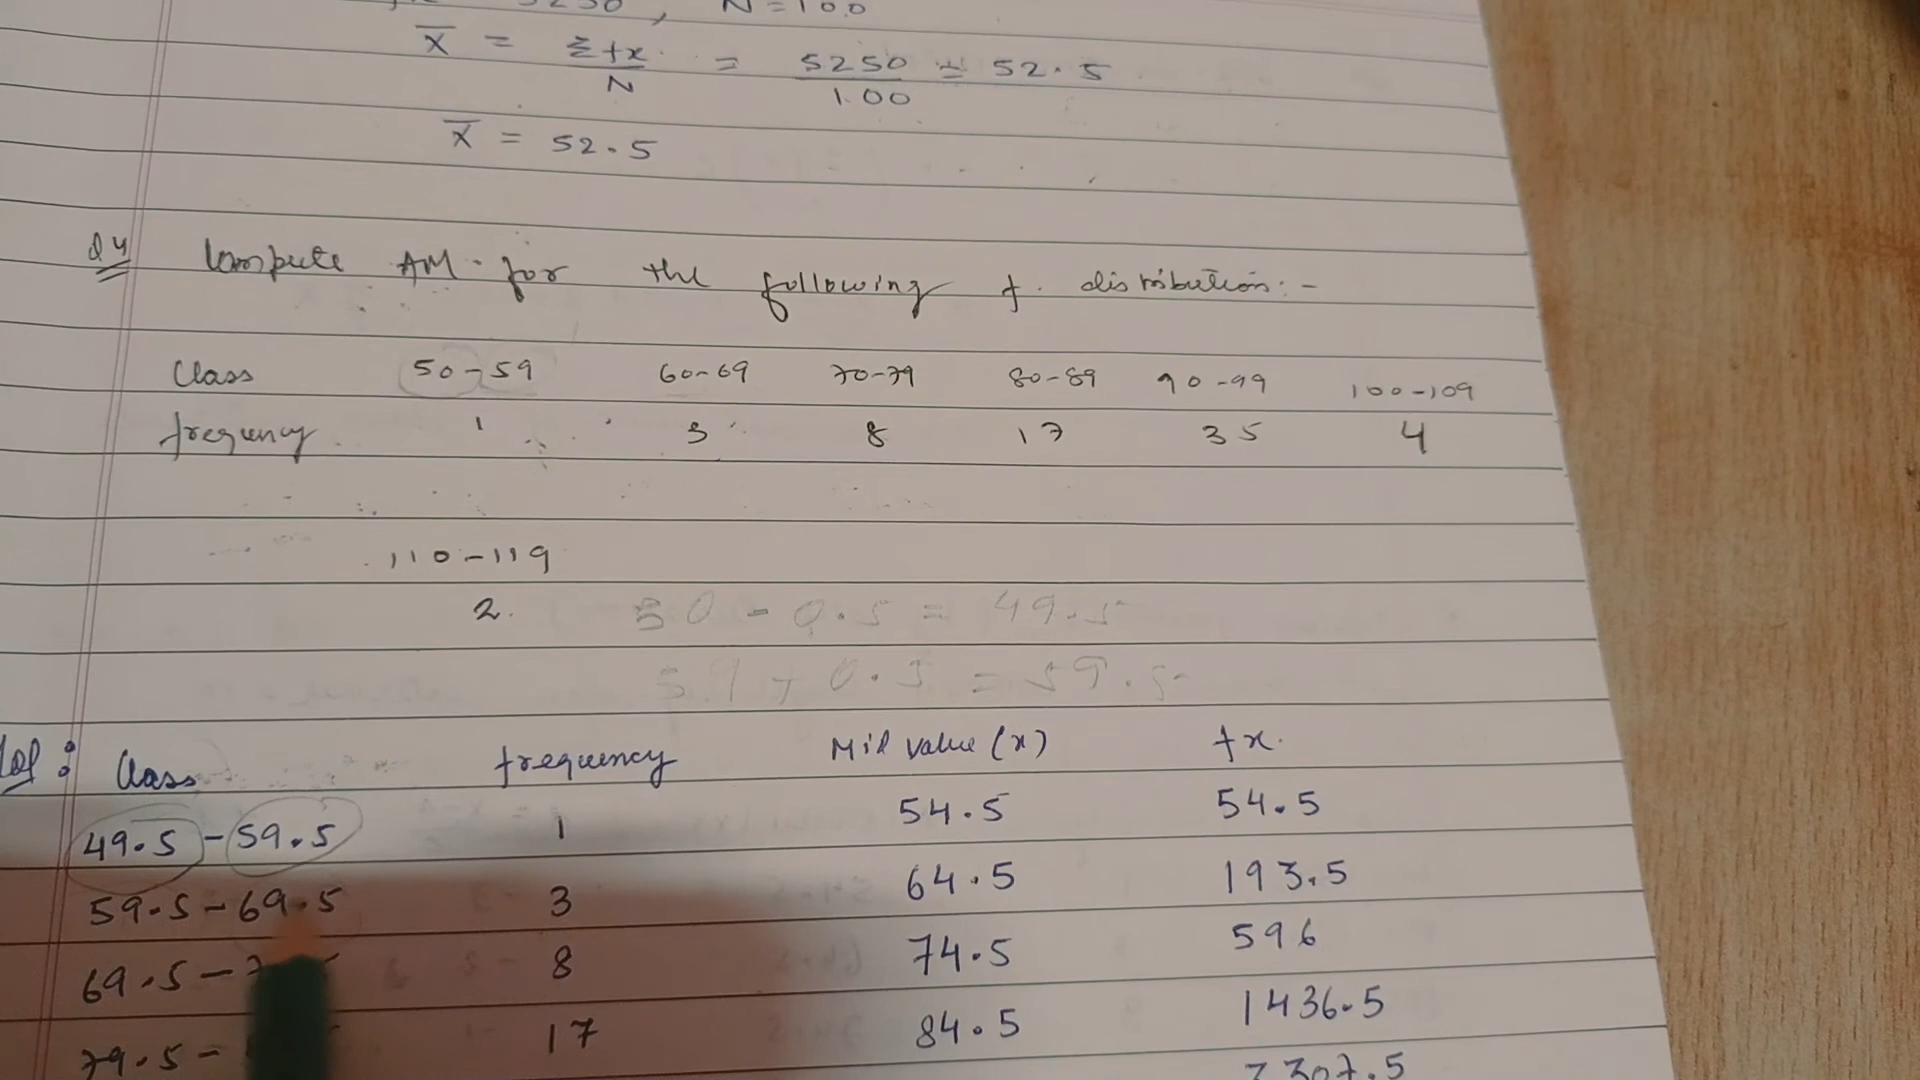 5250, N = 100
x̄ = Σfx/N = 5250/100 = 52.5
x̄ = 52.5
Q4 Compute AM. for the following f. distribution:-
Class 50-59 60-69 70-79 80-89 90-99 100-109
frequency 1 3 8 17 35 4
110-119
2.
50 - 0.5 = 49.5
59 + 0.5 = 59.5
Sol: Class frequency Mid value (x) fx.
49.5-59.5 1 54.5 54.5
59.5-69.5 3 64.5 193.5
69.5- 8 74.5 596
79.5- 17 84.5 1436.5
3307.5